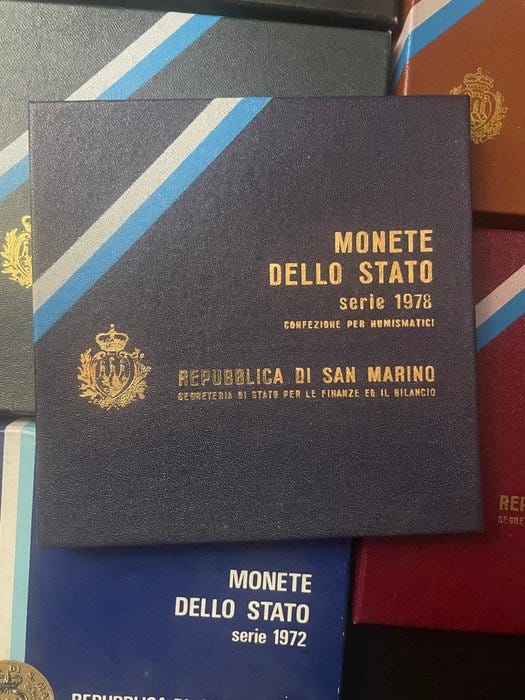 MONETE
DELLO STATO
serie 1978
CONFEZIONE PER NUMISMATICI
REPUBBLICA DI SAN MARINO
SEGRETERIA DI STATO PER LE FINANZE ED IL BILANCIO
MONETE
DELLO STATO
serie 1972